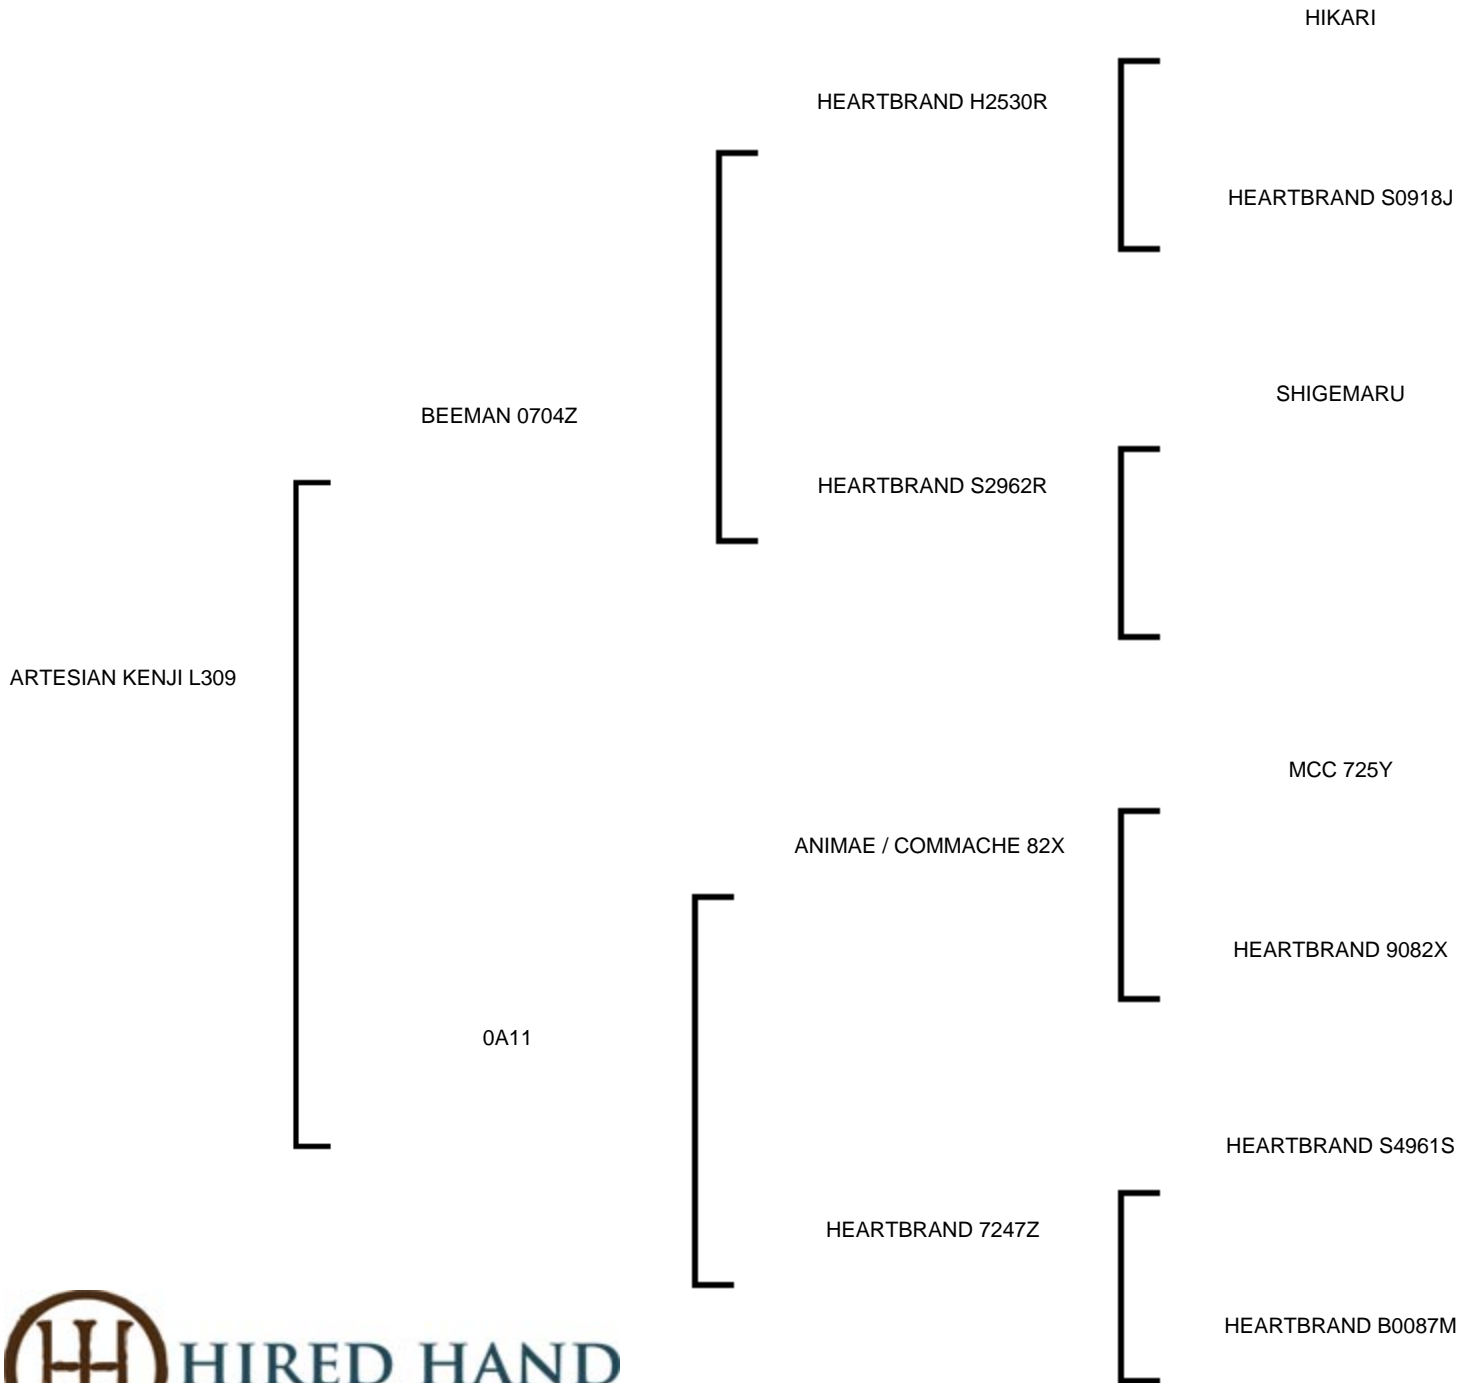 HIKARI
HEARTBRAND H2530R
HEARTBRAND S0918J
SHIGEMARU
BEEMAN 0704Z
HEARTBRAND S2962R
ARTESIAN KENJI L309
MCC 725Y
ANIMAE / COMMACHE 82X
HEARTBRAND 9082X
0A11
HEARTBRAND S4961S
HEARTBRAND 7247Z
HEARTBRAND B0087M
HIRED HAND